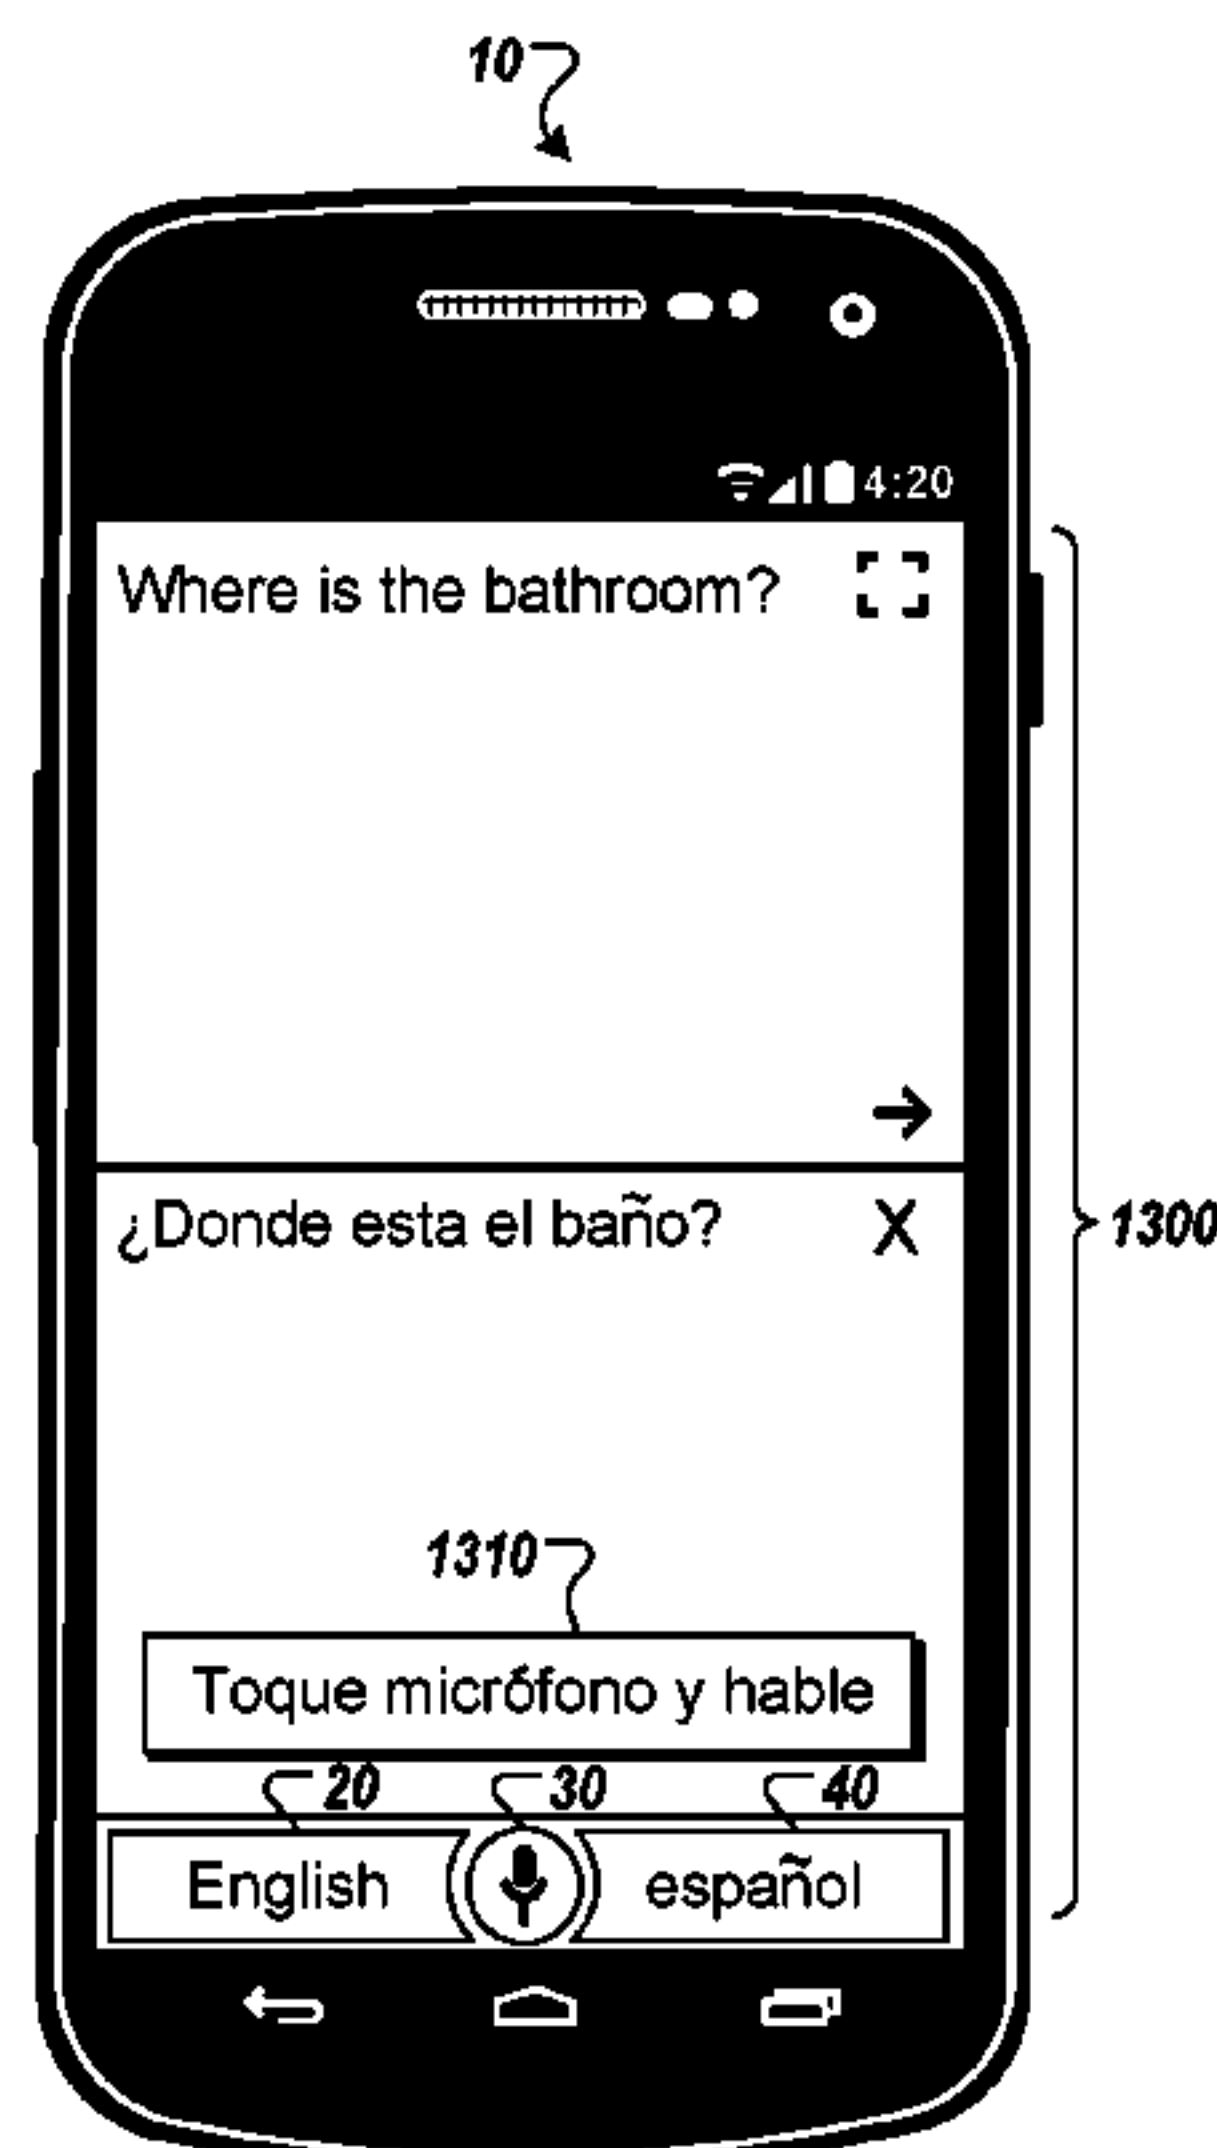 10
4:20
Where is the bathroom?
¿Donde esta el baño?
X
1300
1310
Toque micrófono y hable
20 30 40
English español